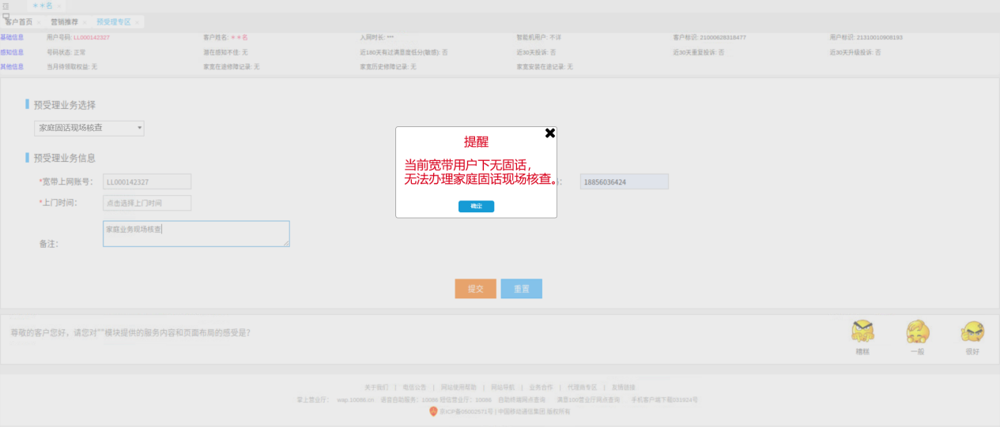 ＊＊名 ×
客户首页 × 营销推荐 × 预受理专区 ×
基础信息 用户号码: LL000142327 客户姓名: ＊＊名 入网时长: *** 智能机用户: 不详 客户标识: 21000628318477 用户标识: 21310010908193
感知信息 号码状态: 正常 潜在感知不佳: 无 近180天有过满意度低分(敏感): 否 近30天投诉: 否 近30天重复投诉: 否 近30天升级投诉: 否
其他信息 当月待领取权益: 无 家宽在途修障记录: 无 家宽历史修障记录: 无 家宽安装在途记录: 无
预受理业务选择
家庭固话现场核查
提醒
当前宽带用户下无固话，
无法办理家庭固话现场核查。
确定
预受理业务信息
*宽带上网账号： LL000142327 18856036424
*上门时间： 点击选择上门时间
备注： 家庭业务现场核查
提交 重置
尊敬的客户您好，请您对""模块提供的服务内容和页面布局的感受是?
糟糕 一般 很好
关于我们 | 电信公告 | 网站使用帮助 | 网站导航 | 业务合作 | 代理商专区 | 友情链接
掌上营业厅： wap.10086.cn 语音自助服务：10086 短信营业厅：10086 自助终端网点查询 满意100营业厅网点查询 手机客户端下载031924号
京ICP备05002571号 | 中国移动通信集团 版权所有